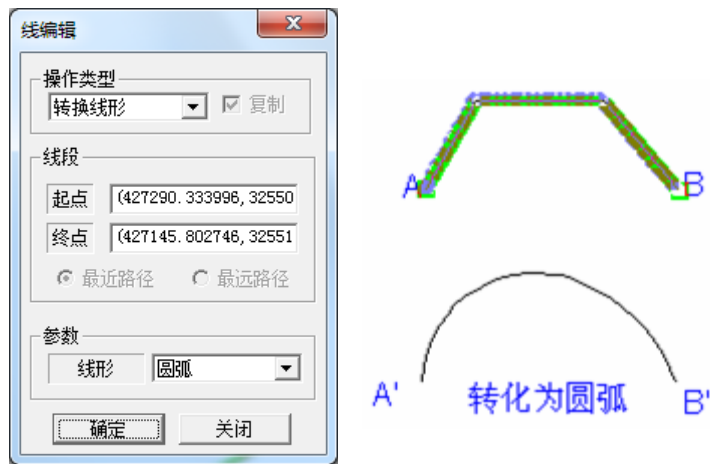 线编辑
操作类型
转换线形
复制
线段
起点 (427290.333996, 32550
终点 (427145.802746, 32551
最近路径 最远路径
参数
线形 圆弧
确定 关闭
A B
A' 转化为圆弧 B'